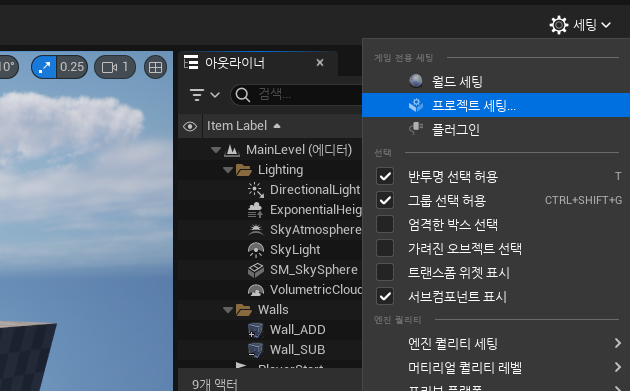 세팅
10°
0.25
1
아웃라이너
검색...
Item Label
MainLevel (에디터)
Lighting
DirectionalLight
ExponentialHeig
SkyAtmosphere
SkyLight
SM_SkySphere
VolumetricCloud
Walls
Wall_ADD
Wall_SUB
PlayerStart
9개 액터
게임 전용 세팅
월드 세팅
프로젝트 세팅...
플러그인
선택
반투명 선택 허용 T
그룹 선택 허용 CTRL+SHIFT+G
엄격한 박스 선택
가려진 오브젝트 선택
트랜스폼 위젯 표시
서브컴포넌트 표시
엔진 퀄리티
엔진 퀄리티 세팅
머티리얼 퀄리티 레벨
프리뷰 플랫폼